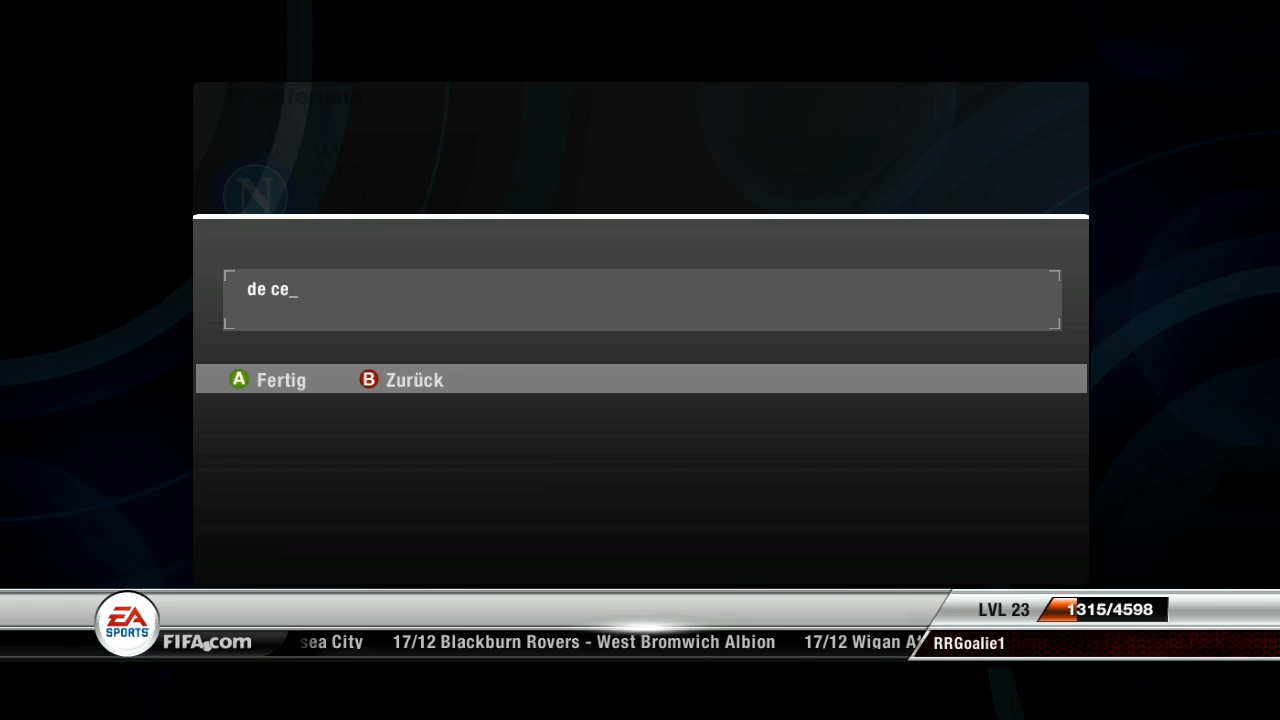 Transferliste
N
de ce_
A Fertig B Zurück
LVL 23 1315/4598
EA
SPORTS
FIFA.com sea City 17/12 Blackburn Rovers - West Bromwich Albion 17/12 Wigan RRGoalie1